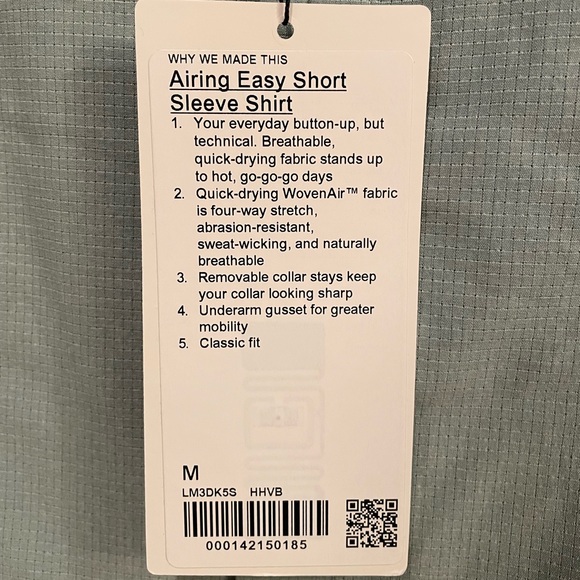 WHY WE MADE THIS
Airing Easy Short
Sleeve Shirt
1. Your everyday button-up, but
technical. Breathable,
quick-drying fabric stands up
to hot, go-go-go days
2. Quick-drying WovenAir™ fabric
is four-way stretch,
abrasion-resistant,
sweat-wicking, and naturally
breathable
3. Removable collar stays keep
your collar looking sharp
4. Underarm gusset for greater
mobility
5. Classic fit
M
LM3DK5S HHVB
000142150185